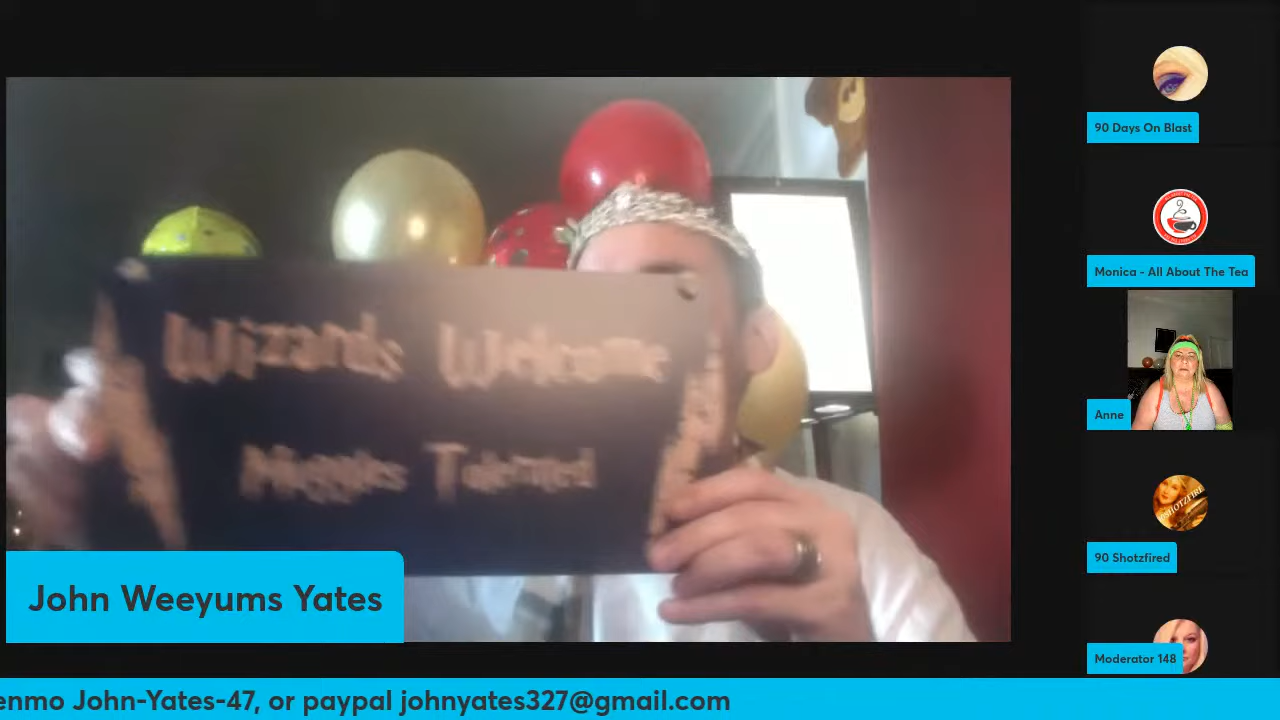 90 Days On Blast
Monica - All About The Tea
Anne
90 Shotzfired
Moderator 148
Wizards Welcome
Muggles Tolerated
John Weeyums Yates
enmo John-Yates-47, or paypal johnyates327@gmail.com